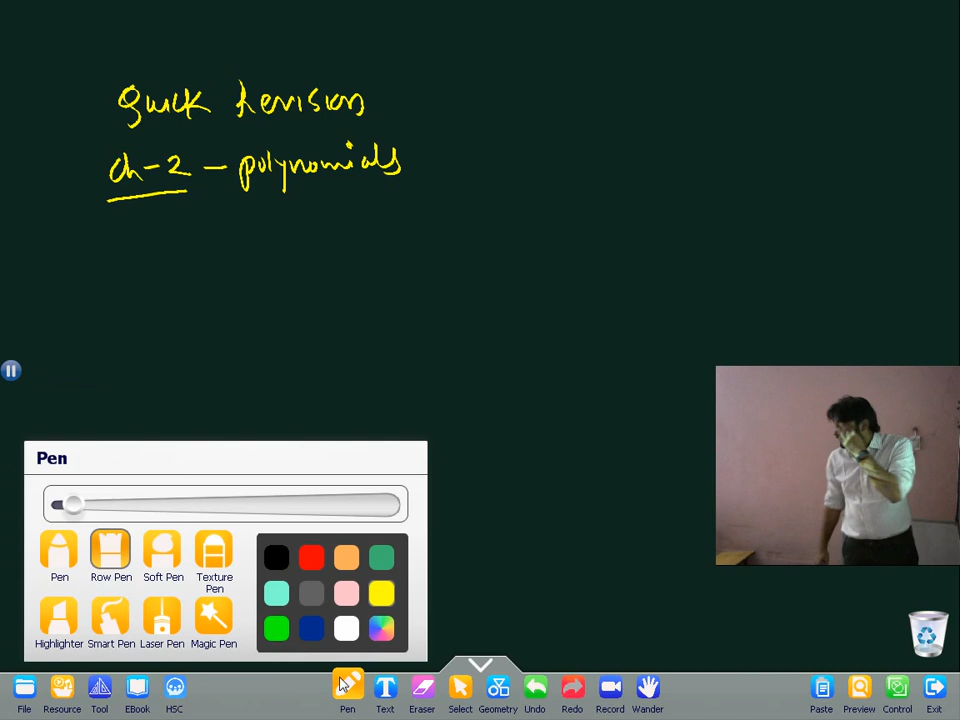 Quick Revision
ch-2 - polynomials
Pen
Pen
Row Pen
Soft Pen
Texture Pen
Highlighter
Smart Pen
Laser Pen
Magic Pen
File
Resource
Tool
EBook
HSC
Pen
Text
Eraser
Select
Geometry
Undo
Redo
Record
Wander
Paste
Preview
Control
Exit